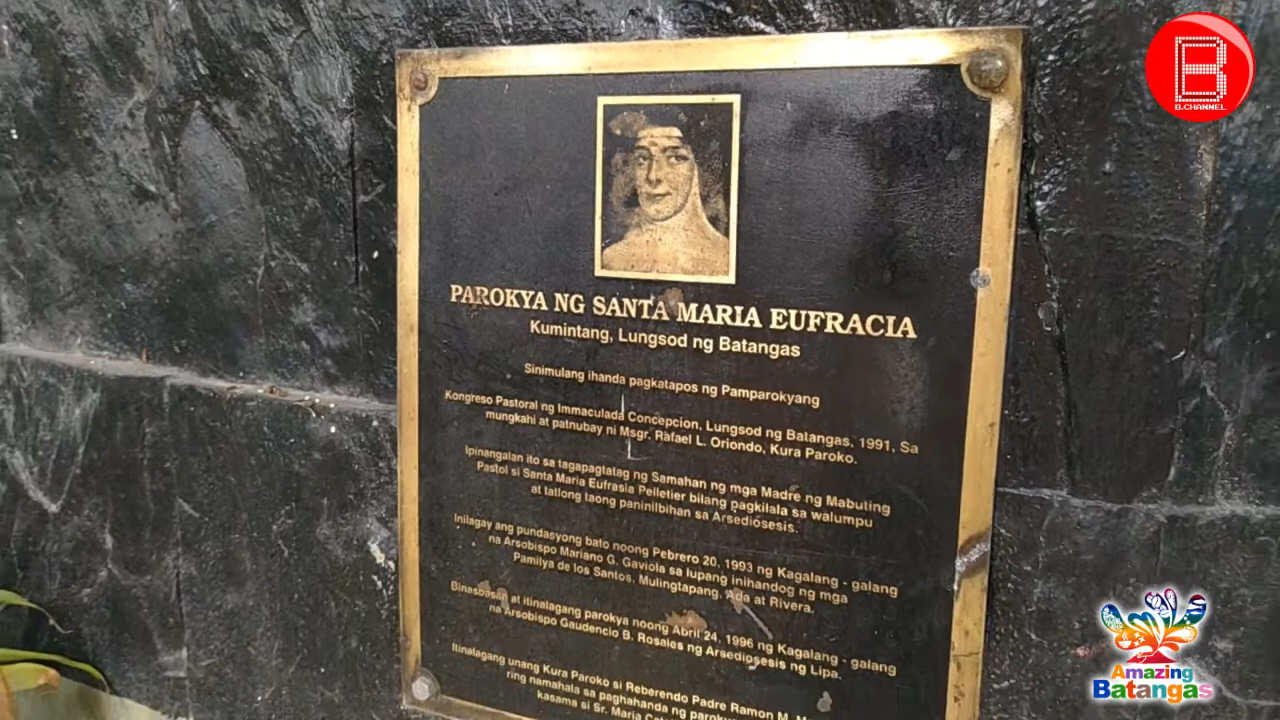 B
B.CHANNEL
PAROKYA NG SANTA MARIA EUFRACIA
Kumintang, Lungsod ng Batangas
Sinimulang ihanda pagkatapos ng Pamparokyang
Kongreso Pastoral ng Immaculada Concepcion, Lungsod ng Batangas, 1991, Sa
mungkahi at patnubay ni Msgr. Rafael L. Oriondo, Kura Paroko.
Ipinangalan ito sa tagapagtatag ng Samahan ng mga Madre ng Mabuting
Pastol si Santa Maria Eufrasia Pelletier bilang pagkilala sa walumpu
at tatlong taong paninilbihan sa Arsediosesis.
Inilagay ang pundasyong bato noong Pebrero 20, 1993 ng Kagalang - galang
na Arsobispo Mariano G. Gaviola sa lupang inihandog ng mga
Pamilya de los Santos, Mulingtapang, Ada at Rivera.
Binasbasan at itinalagang parokya noong Abril 24, 1996 ng Kagalang - galang
na Arsobispo Gaudencio B. Rosales ng Arsediosesis ng Lipa.
Itinalagang unang Kura Paroko si Reberendo Padre Ramon M.
ring namahala sa paghahanda ng
kasama si Sr. Maria
Amazing
Batangas